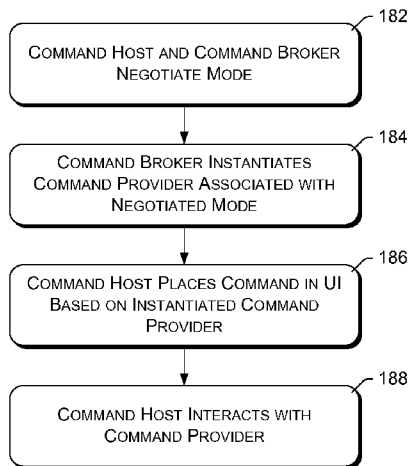 182
COMMAND HOST AND COMMAND BROKER
NEGOTIATE MODE
184
COMMAND BROKER INSTANTIATES
COMMAND PROVIDER ASSOCIATED WITH
NEGOTIATED MODE
186
COMMAND HOST PLACES COMMAND IN UI
BASED ON INSTANTIATED COMMAND
PROVIDER
188
COMMAND HOST INTERACTS WITH
COMMAND PROVIDER